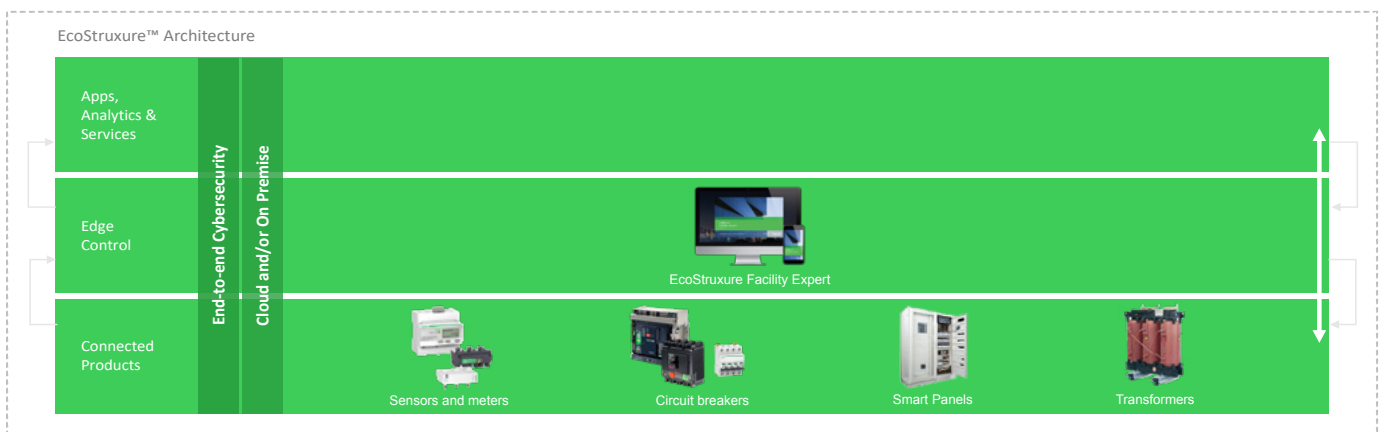 EcoStruxure™ Architecture
Apps,
Analytics &
Services
End-to-end Cybersecurity
Cloud and/or On Premise
Edge
Control
EcoStruxure Facility Expert
Connected
Products
Sensors and meters
Circuit breakers
Smart Panels
Transformers